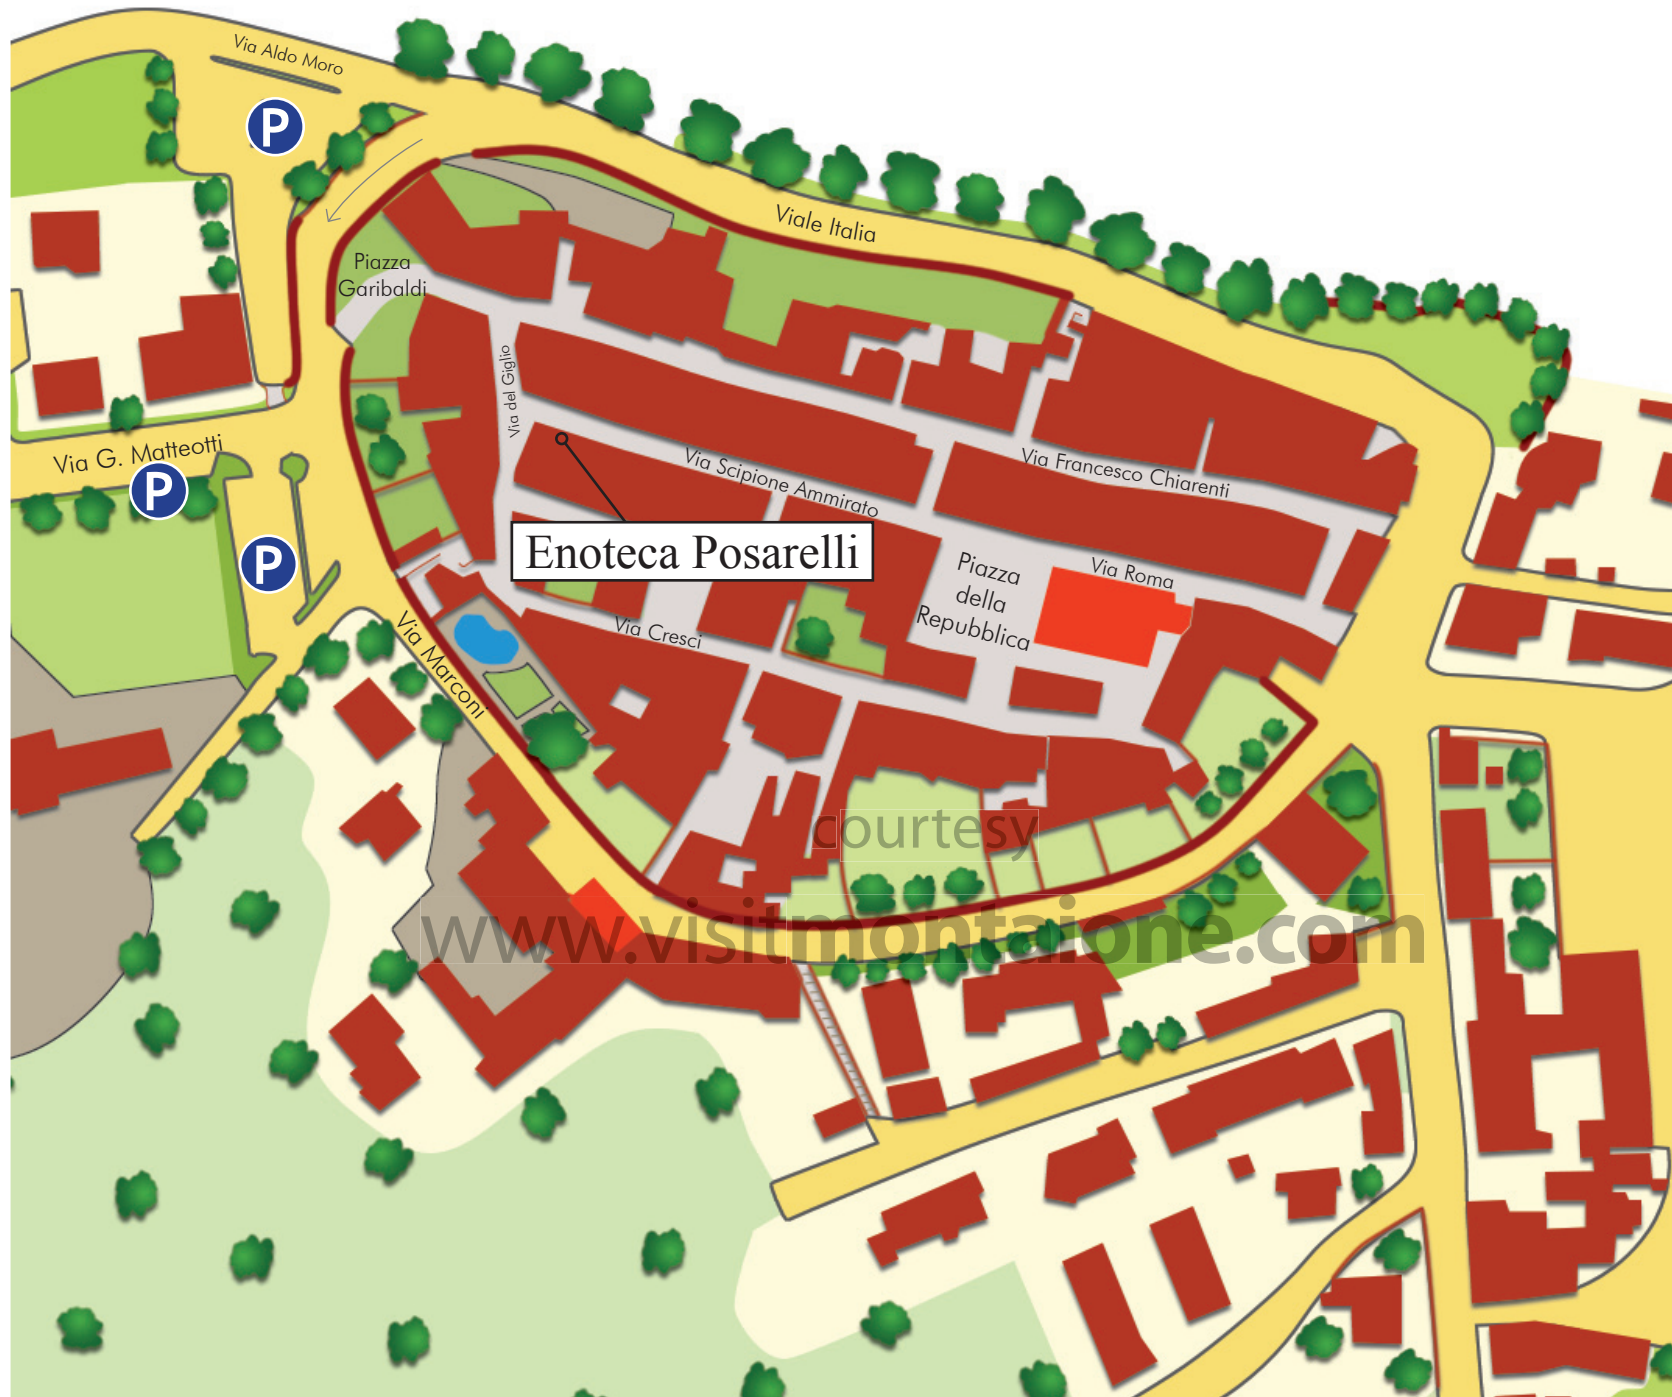 Via Aldo Moro
P
Viale Italia
Piazza
Garibaldi
Via del Giglio
Via G. Matteotti
P
P
Via Scipione Ammirato
Via Francesco Chiarenti
Enoteca Posarelli
Piazza
della
Repubblica
Via Roma
Via Cresci
Via Marconi
courtesy
www.visitmontaione.com